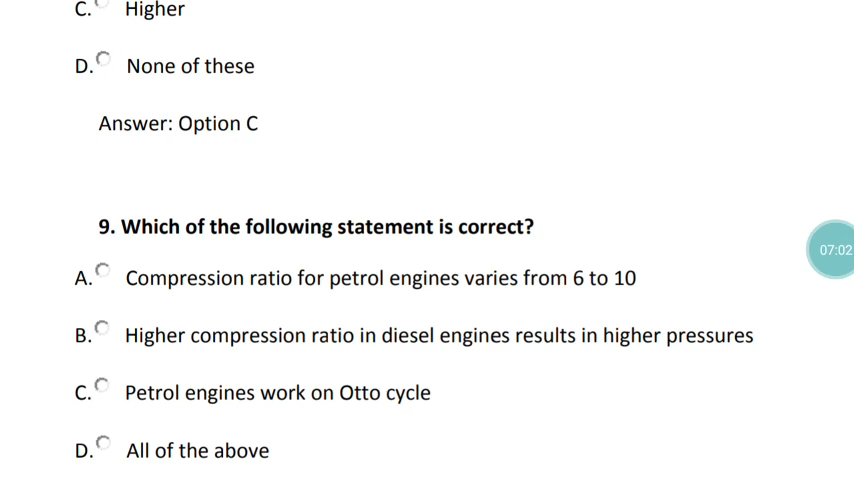 C. Higher
D. None of these
Answer: Option C
9. Which of the following statement is correct?
07:02
A. Compression ratio for petrol engines varies from 6 to 10
B. Higher compression ratio in diesel engines results in higher pressures
C. Petrol engines work on Otto cycle
D. All of the above